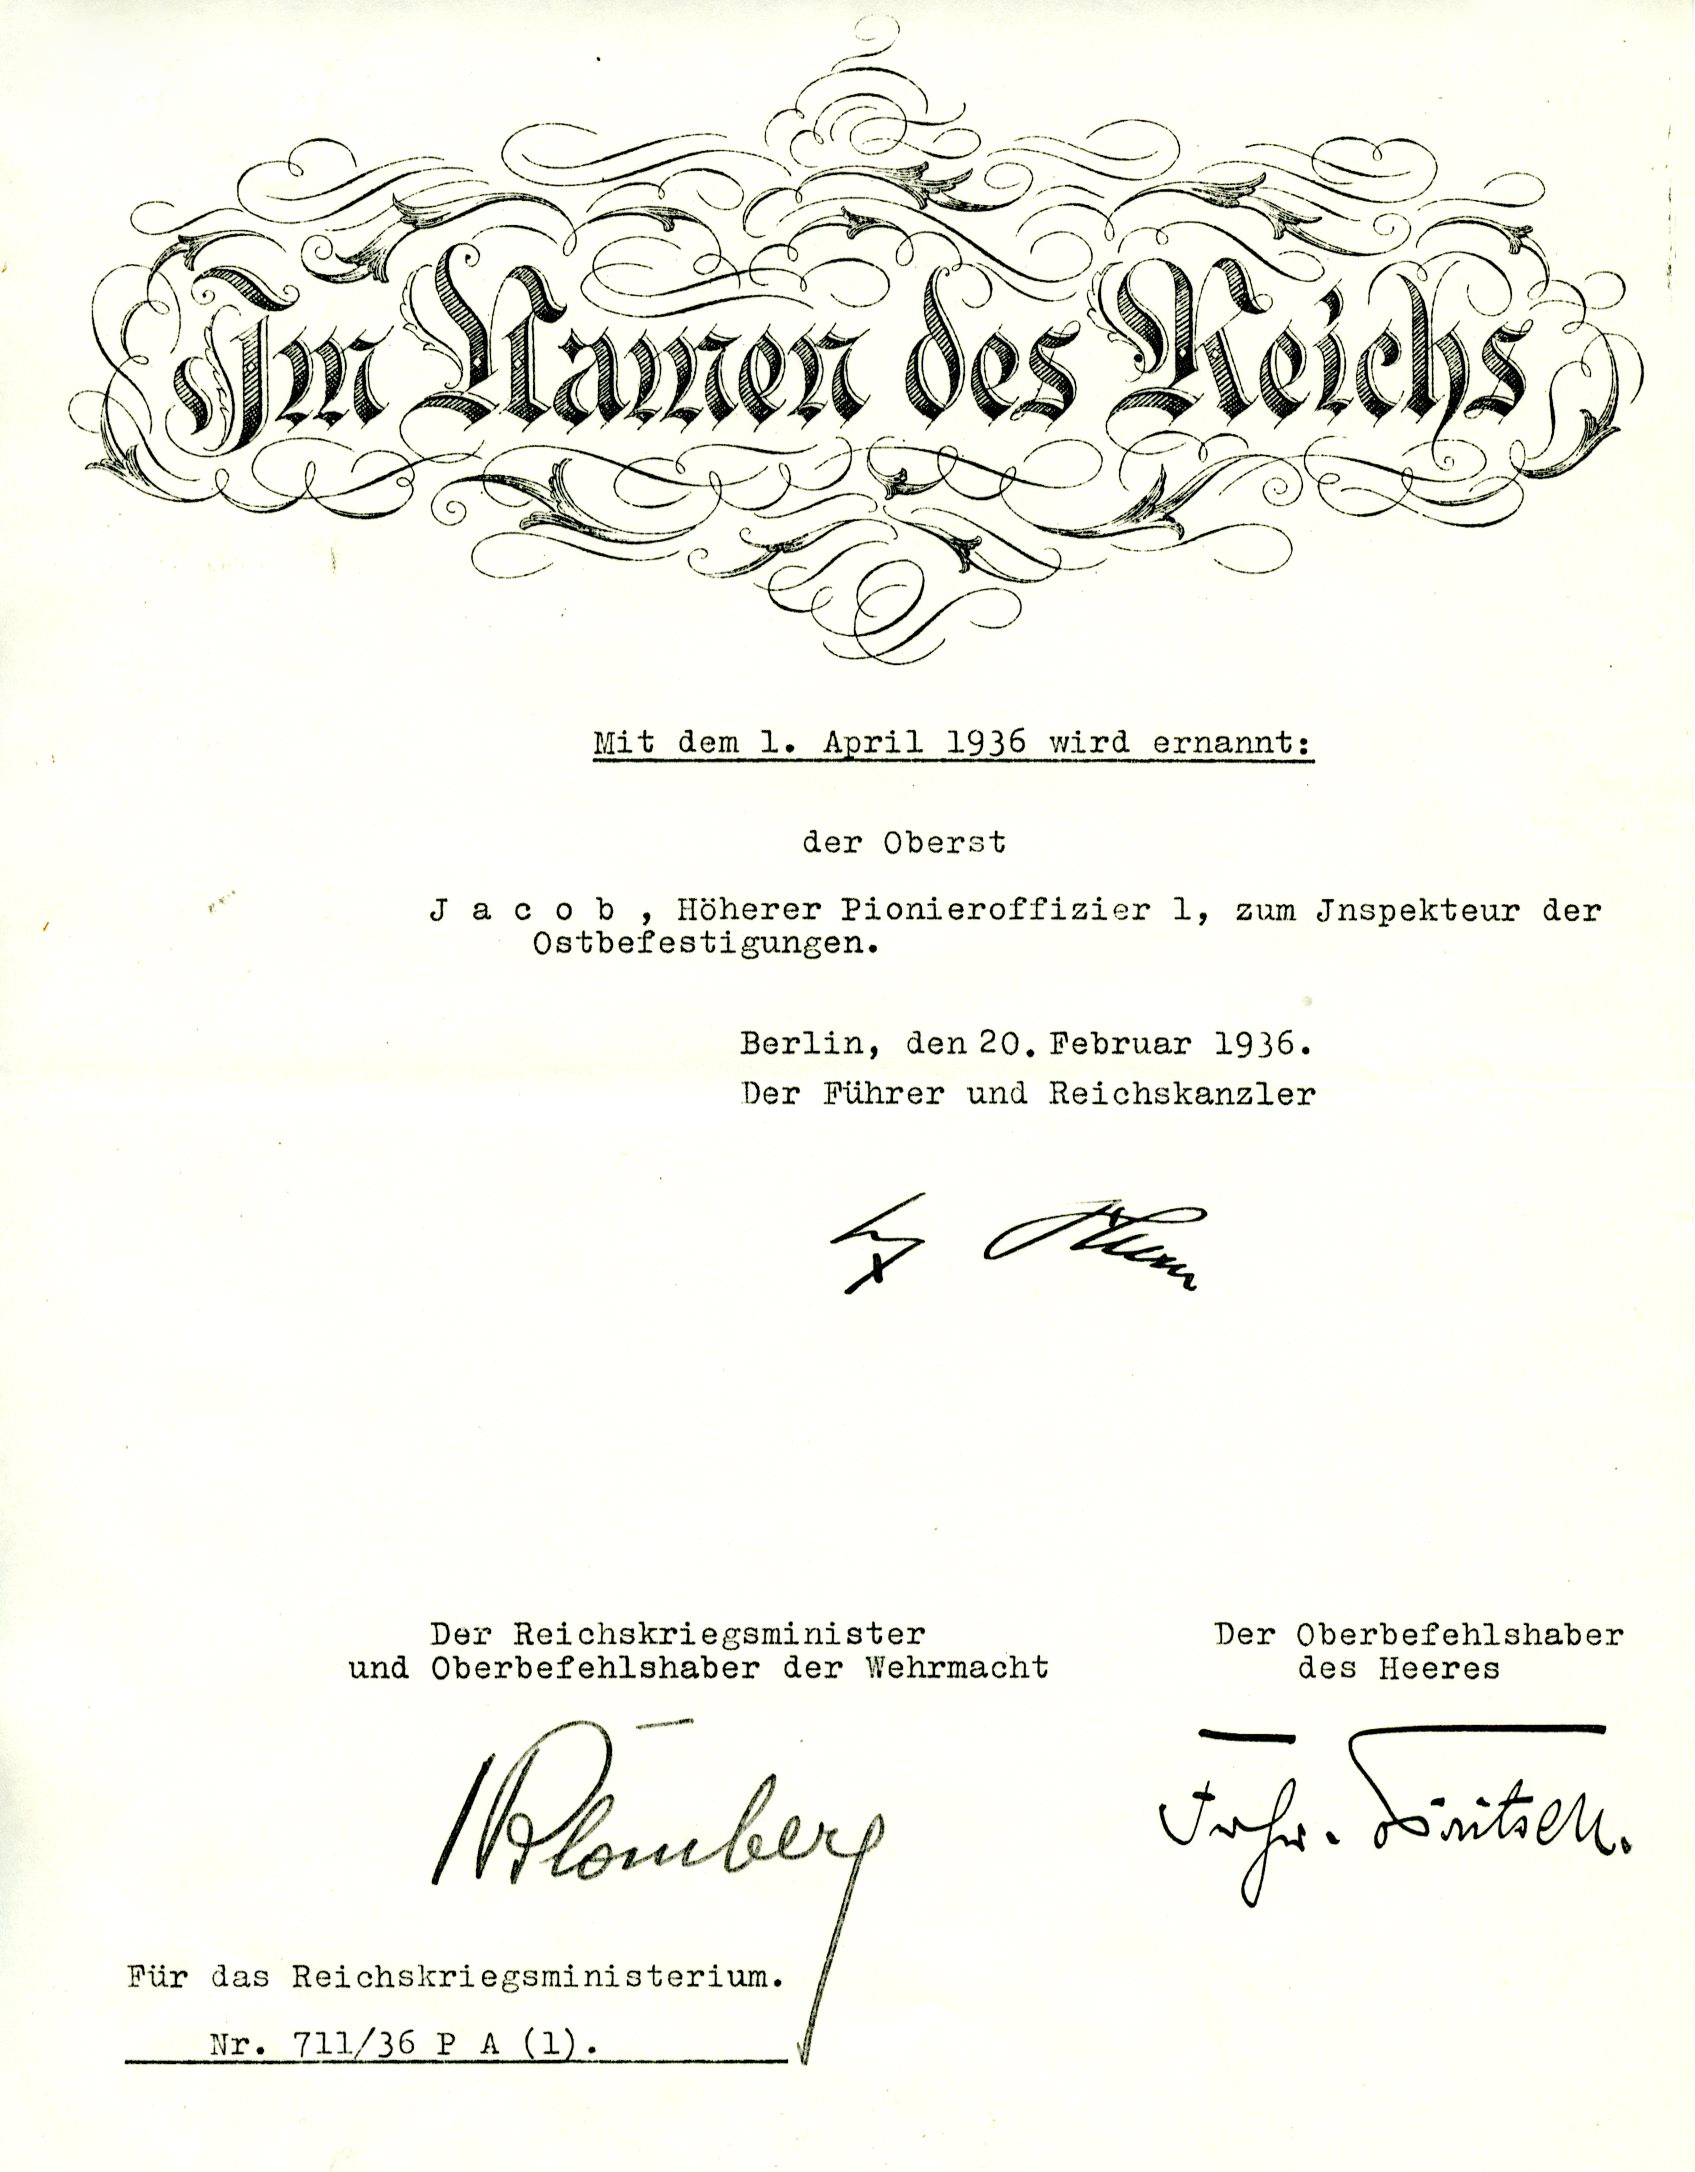 Im Namen des Reichs
Mit dem 1. April 1936 wird ernannt:
der Oberst
J a c o b , Höherer Pionieroffizier 1, zum Jnspekteur der
Ostbefestigungen.
Berlin, den 20. Februar 1936.
Der Führer und Reichskanzler
Der Reichskriegsminister
und Oberbefehlshaber der Wehrmacht
Der Oberbefehlshaber
des Heeres
Blomberg
Frhr. Fritsch.
Für das Reichskriegsministerium.
Nr. 711/36 P A (1).